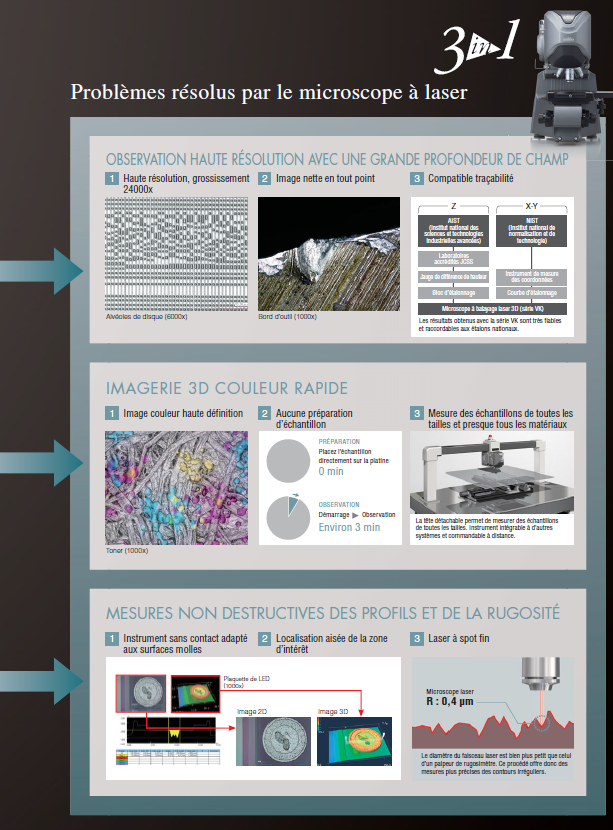 3 in 1
Problèmes résolus par le microscope à laser
OBSERVATION HAUTE RÉSOLUTION AVEC UNE GRANDE PROFONDEUR DE CHAMP
1 Haute résolution, grossissement
24000x
2 Image nette en tout point
3 Compatible traçabilité
Alvéoles de disque (6000x)
Bord d'outil (1000x)
Z
X-Y
AIST
(Institut national des
sciences et technologies
industrielles avancées)
NIST
(Institut national de
normalisation et de
technologie)
Laboratoires
accrédités JCSS
Jauge de différence de hauteur
Instrument de mesure
des coordonnées
Bloc d'étalonnage
Courbe d'étalonnage
Microscope à balayage laser 3D (série VK)
Les résultats obtenus avec la série VK sont très fiables
et raccordables aux étalons nationaux.
IMAGERIE 3D COULEUR RAPIDE
1 Image couleur haute définition
2 Aucune préparation
d'échantillon
3 Mesure des échantillons de toutes les
tailles et presque tous les matériaux
Toner (1000x)
PRÉPARATION
Placez l'échantillon
directement sur la platine
0 min
OBSERVATION
Démarrage ▶ Observation
Environ 3 min
La tête détachable permet de mesurer des échantillons
de toutes les tailles. Instrument intégrable à d'autres
systèmes et commandable à distance.
MESURES NON DESTRUCTIVES DES PROFILS ET DE LA RUGOSITÉ
1 Instrument sans contact adapté
aux surfaces molles
2 Localisation aisée de la zone
d'intérêt
3 Laser à spot fin
Plaquette de LED
(1000x)
Image 2D
Image 3D
Microscope laser
R : 0,4 µm
Le diamètre du faisceau laser est bien plus petit que celui
d'un palpeur de rugosimètre. Ce procédé offre donc des
mesures plus précises des contours irréguliers.